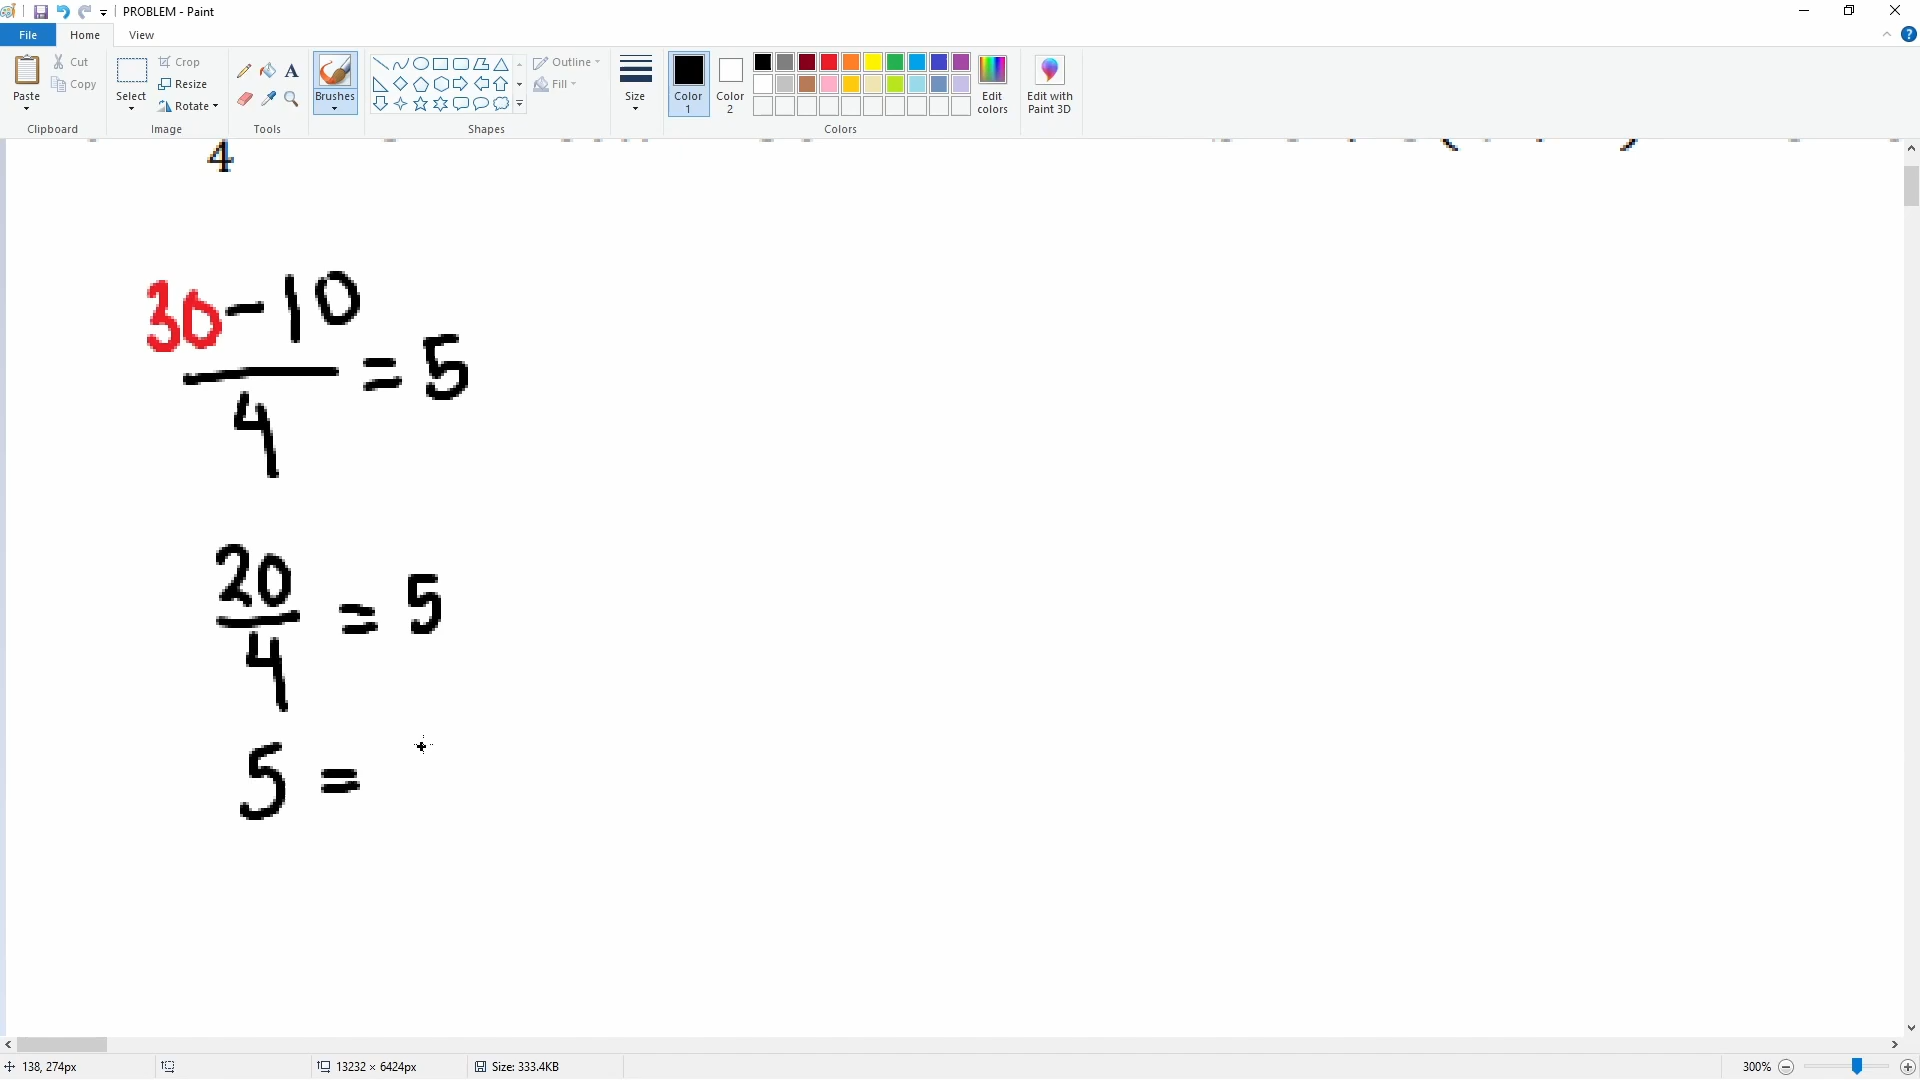 PROBLEM - Paint
File Home View
Paste
Cut
Copy
Clipboard
Select
Crop
Resize
Rotate
Image
A
Tools
Brushes
Shapes
Outline
Fill
Size
Color 1
Color 2
Edit colors
Colors
Edit with Paint 3D
4
30-10
4
= 5
20
4
= 5
5 =
138, 274px
13232 × 6424px
Size: 333.4KB
300%